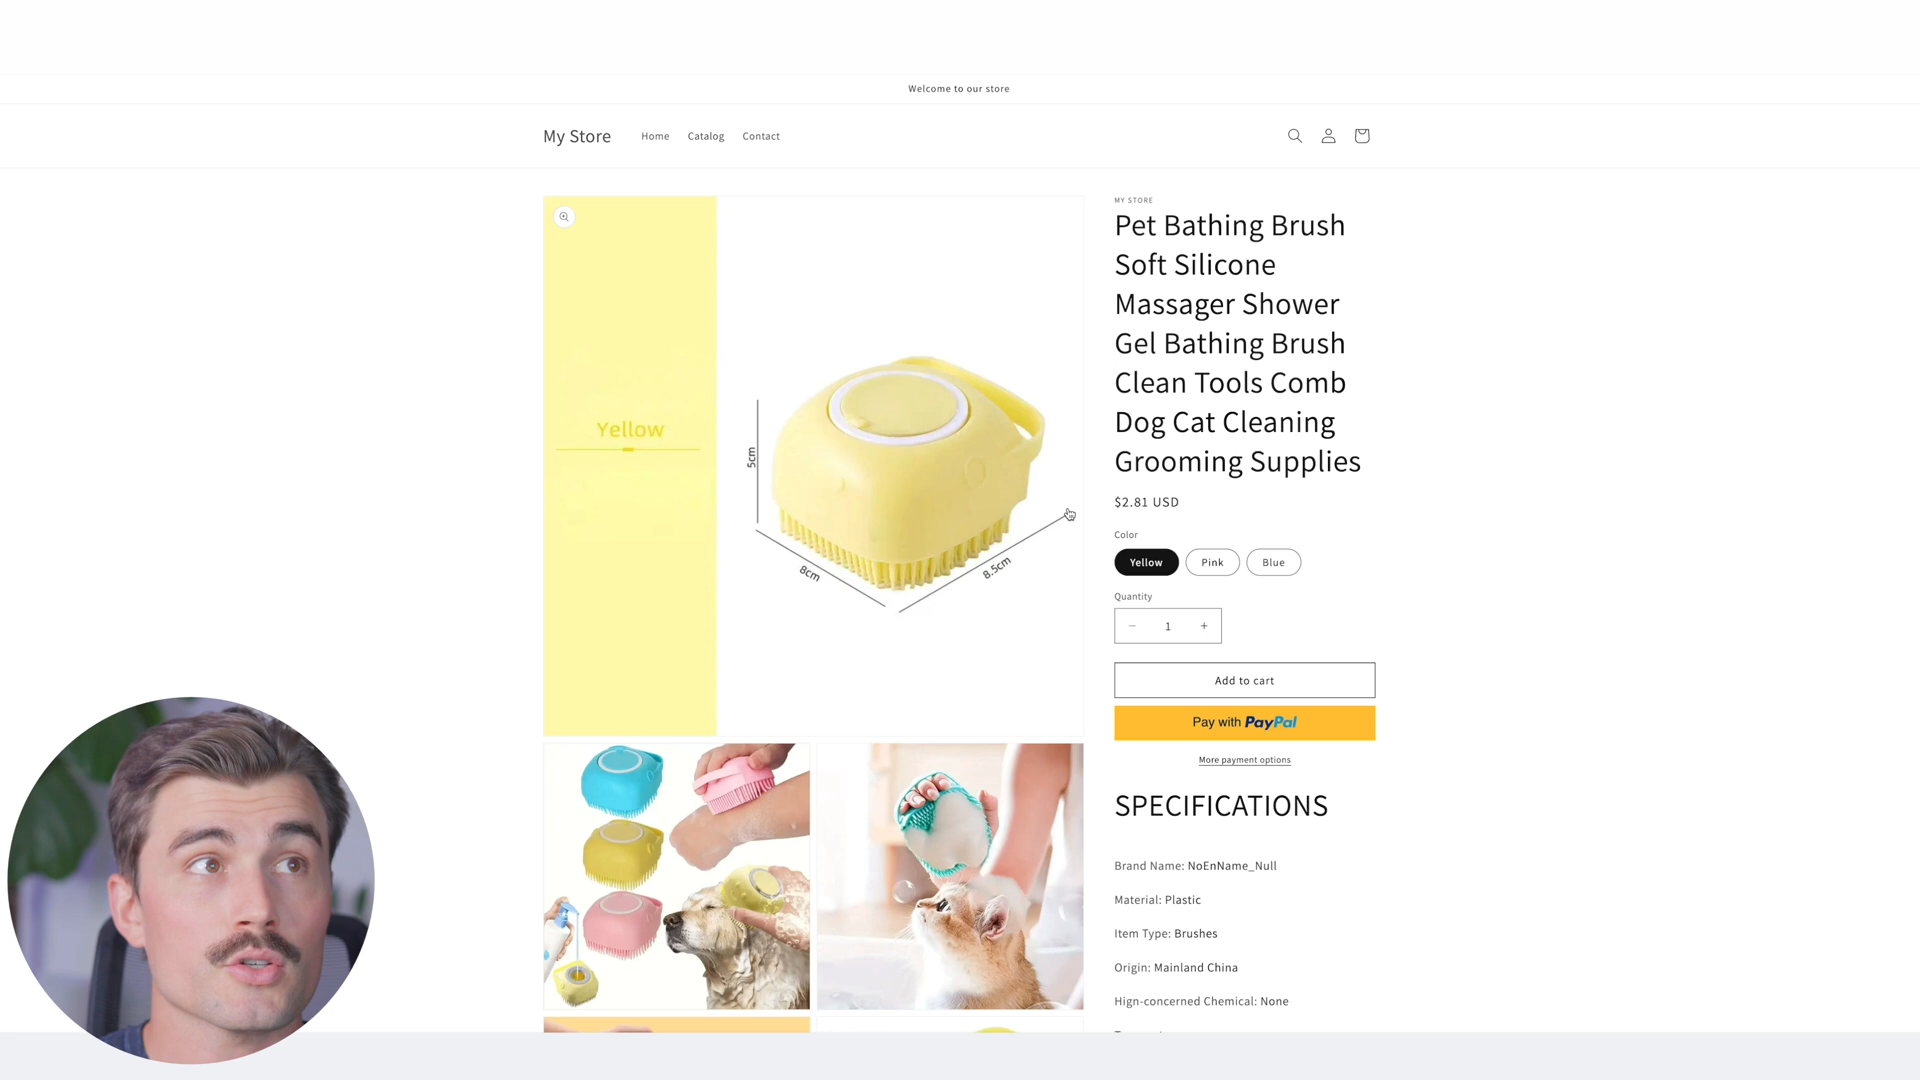 Welcome to our store
My Store
Home
Catalog
Contact
Yellow
5cm
8cm
8.5cm
MY STORE
Pet Bathing Brush
Soft Silicone
Massager Shower
Gel Bathing Brush
Clean Tools Comb
Dog Cat Cleaning
Grooming Supplies
$2.81 USD
Color
Yellow
Pink
Blue
Quantity
− 1 +
Add to cart
Pay with PayPal
More payment options
SPECIFICATIONS
Brand Name: NoEnName_Null
Material: Plastic
Item Type: Brushes
Origin: Mainland China
Hign-concerned Chemical: None